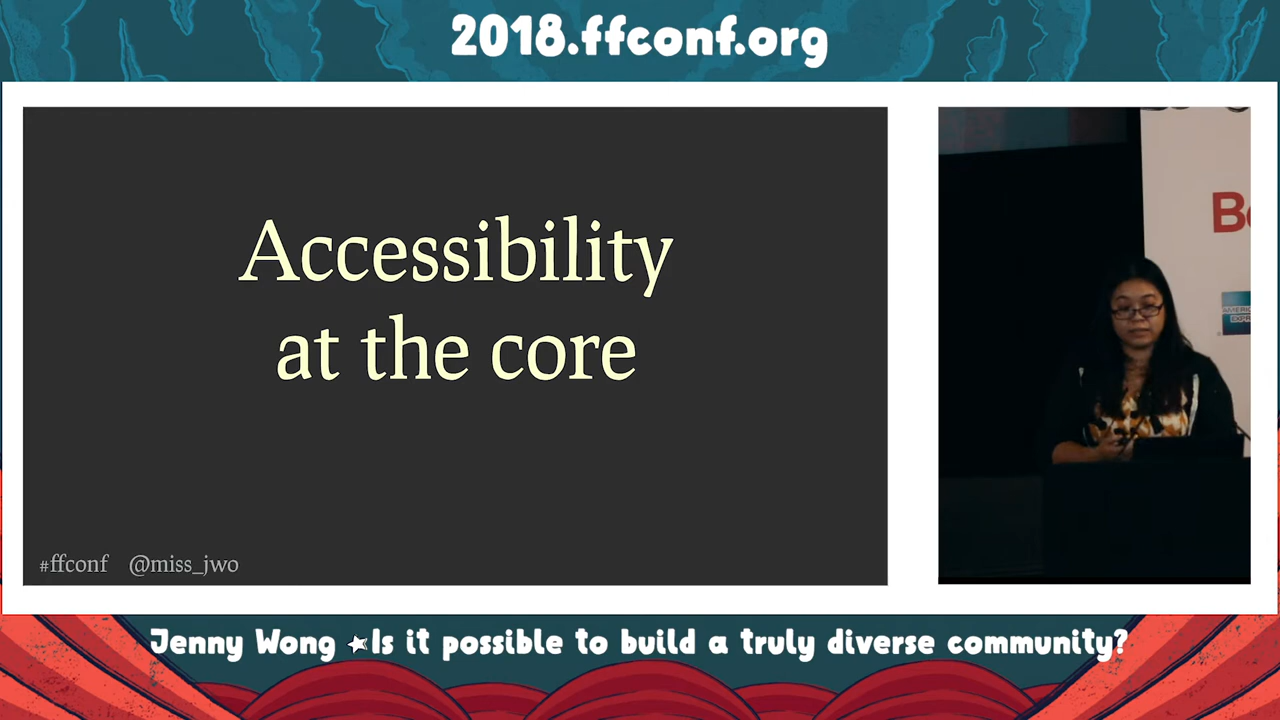 2018.ffconf.org
Accessibility
at the core
#ffconf @miss_jwo
Jenny Wong Is it possible to build a truly diverse community?